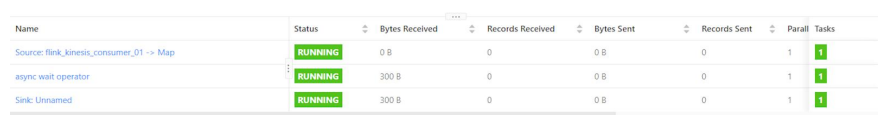 Name Status Bytes Received Records Received Bytes Sent Records Sent Parall Tasks
Source: flink_kinesis_consumer_01 -> Map RUNNING 0 B 0 0 B 0 1 1
async wait operator RUNNING 300 B 0 0 B 0 1 1
Sink: Unnamed RUNNING 300 B 0 0 B 0 1 1